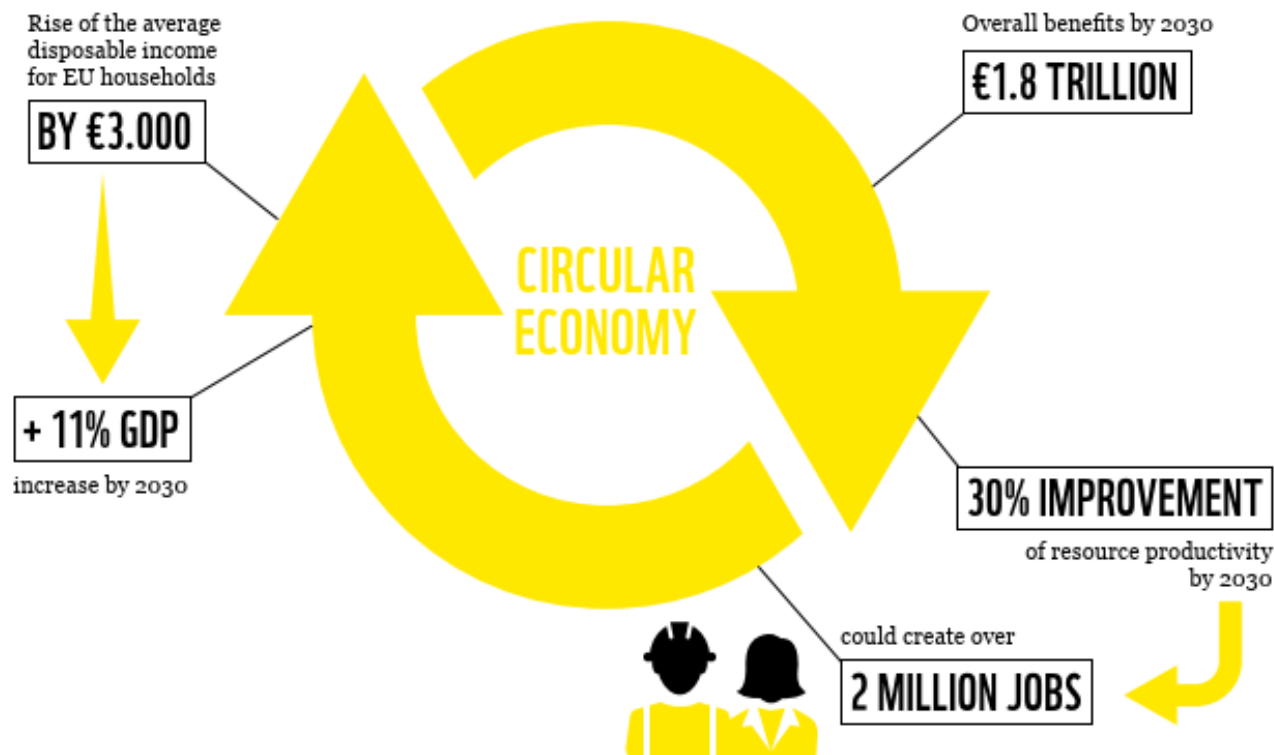 Rise of the average
disposable income
for EU households
BY €3.000
+ 11% GDP
increase by 2030
CIRCULAR
ECONOMY
Overall benefits by 2030
€1.8 TRILLION
30% IMPROVEMENT
of resource productivity
by 2030
could create over
2 MILLION JOBS